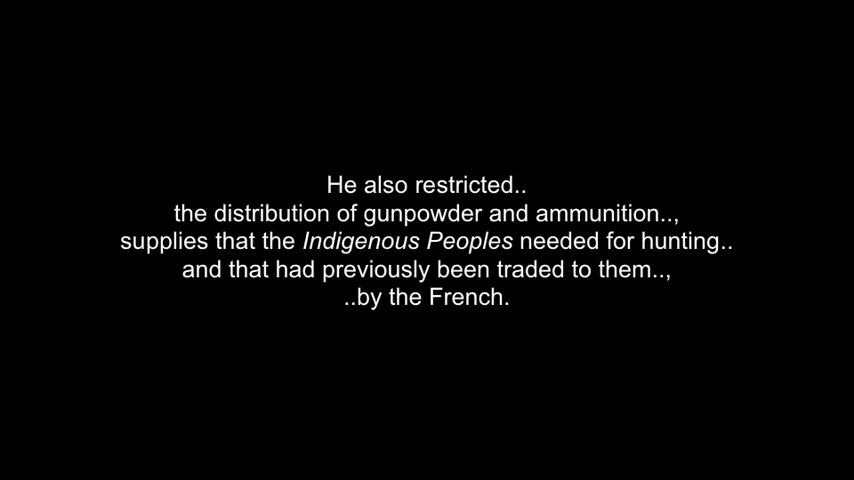 He also restricted..
the distribution of gunpowder and ammunition..,
supplies that the Indigenous Peoples needed for hunting..
and that had previously been traded to them..,
..by the French.